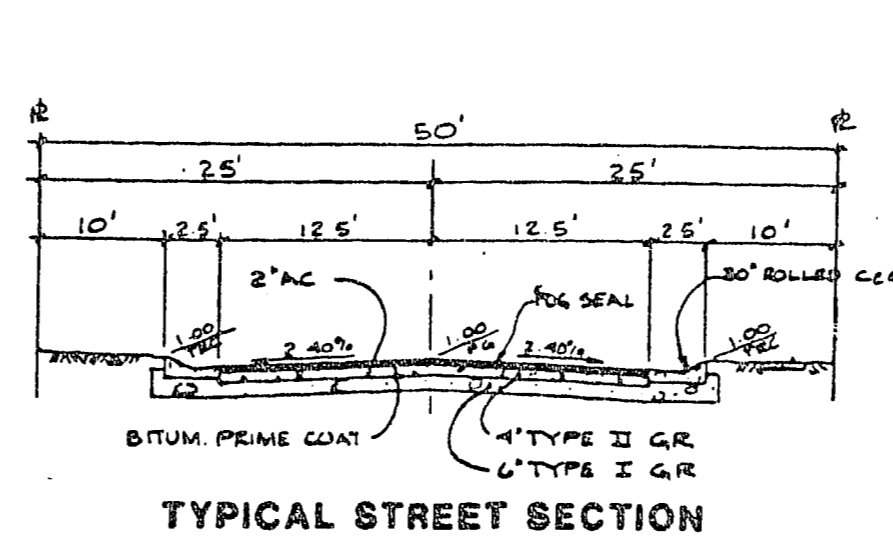 PL PL
50'
25' 25'
10' 2.5' 12.5' 12.5' 2.5' 10'
2" AC
FOG SEAL
30" ROLLED
1.00 1.00 1.00
2.40% 2.40%
BITUM. PRIME COAT
4" TYPE II GR
6" TYPE I GR
TYPICAL STREET SECTION